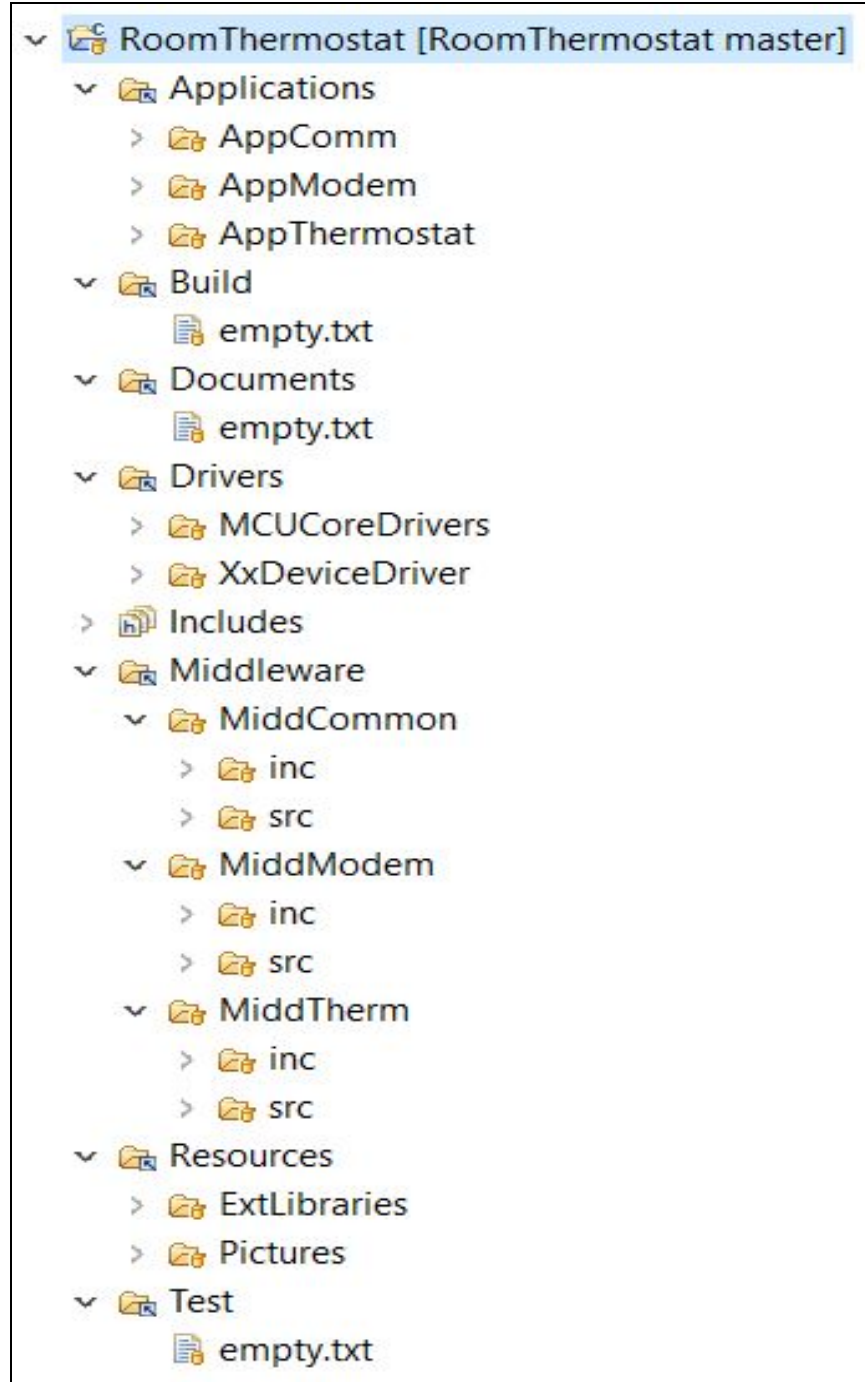 RoomThermostat [RoomThermostat master]
Applications
AppComm
AppModem
AppThermostat
Build
empty.txt
Documents
empty.txt
Drivers
MCUCoreDrivers
XxDeviceDriver
Includes
Middleware
MiddCommon
inc
src
MiddModem
inc
src
MiddTherm
inc
src
Resources
ExtLibraries
Pictures
Test
empty.txt